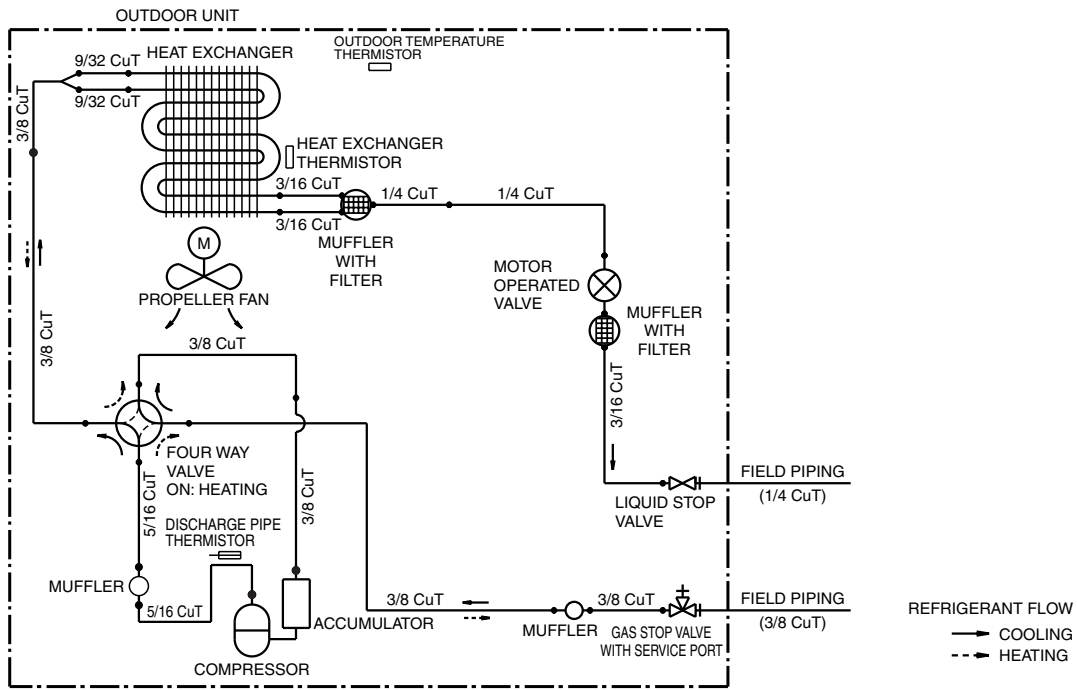 OUTDOOR UNIT
OUTDOOR TEMPERATURE
THERMISTOR
HEAT EXCHANGER
9/32 CuT
9/32 CuT
3/8 CuT
HEAT EXCHANGER
THERMISTOR
3/16 CuT
3/16 CuT
1/4 CuT
1/4 CuT
MUFFLER
WITH
FILTER
M
PROPELLER FAN
MOTOR
OPERATED
VALVE
MUFFLER
WITH
FILTER
3/8 CuT
3/8 CuT
3/16 CuT
FOUR WAY
VALVE
ON: HEATING
5/16 CuT
3/8 CuT
LIQUID STOP
VALVE
FIELD PIPING
(1/4 CuT)
DISCHARGE PIPE
THERMISTOR
MUFFLER
5/16 CuT
ACCUMULATOR
COMPRESSOR
3/8 CuT
MUFFLER
3/8 CuT
GAS STOP VALVE
WITH SERVICE PORT
FIELD PIPING
(3/8 CuT)
REFRIGERANT FLOW
COOLING
HEATING